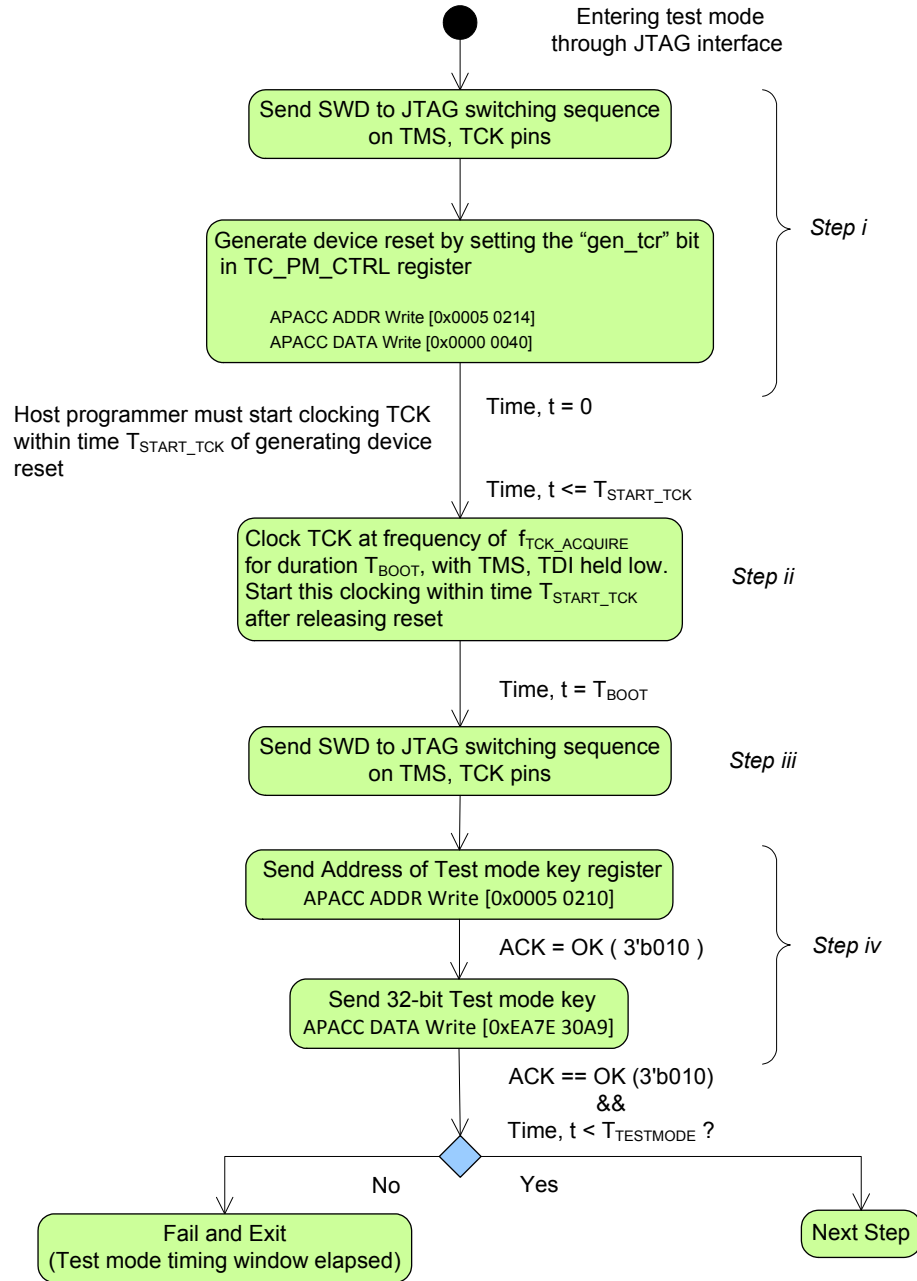 Entering test mode
through JTAG interface
Send SWD to JTAG switching sequence
on TMS, TCK pins
Step i
Generate device reset by setting the “gen_tcr” bit
in TC_PM_CTRL register
APACC ADDR Write [0x0005 0214]
APACC DATA Write [0x0000 0040]
Time, t = 0
Host programmer must start clocking TCK
within time TSTART_TCK of generating device
reset
Time, t <= TSTART_TCK
Clock TCK at frequency of fTCK_ACQUIRE
for duration TBOOT, with TMS, TDI held low.
Start this clocking within time TSTART_TCK
after releasing reset
Step ii
Time, t = TBOOT
Send SWD to JTAG switching sequence
on TMS, TCK pins
Step iii
Send Address of Test mode key register
APACC ADDR Write [0x0005 0210]
ACK = OK ( 3'b010 )
Step iv
Send 32-bit Test mode key
APACC DATA Write [0xEA7E 30A9]
ACK == OK (3'b010)
&&
Time, t < TTESTMODE ?
No
Yes
Fail and Exit
(Test mode timing window elapsed)
Next Step